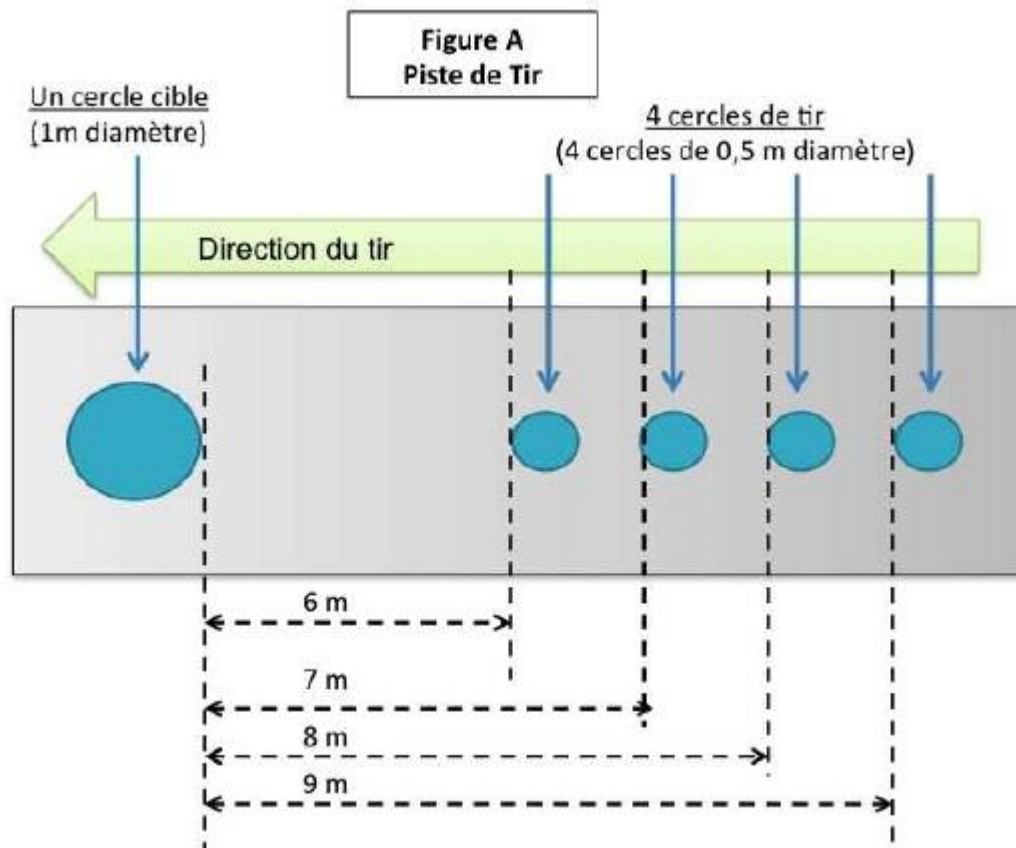 Figure A
Piste de Tir
Un cercle cible
(1m diamètre)
4 cercles de tir
(4 cercles de 0,5 m diamètre)
Direction du tir
6 m
7 m
8 m
9 m